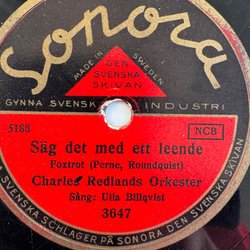 Sonora
MADE IN SWEDEN
DEN
SVENSKA
SKIVAN
GYNNA SVENSK INDUSTRI
5188
NCB
Säg det med ett leende
Foxtrot (Perne, Roundquist)
Charles Redlands Orkester
Sång: Ulla Billqvist
3647
SVENSKA SCHLAGER PÅ SONORA DEN SVENSKA SKIVAN